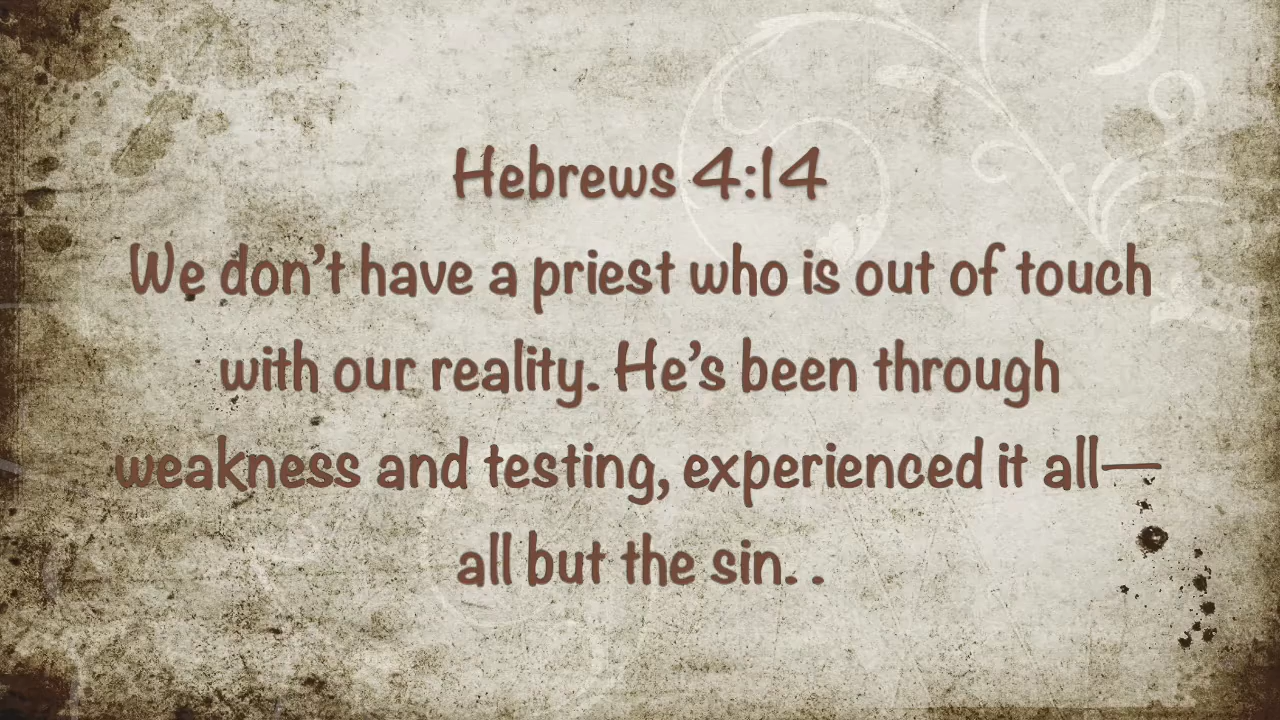 Hebrews 4:14
We don’t have a priest who is out of touch
with our reality. He’s been through
weakness and testing, experienced it all—
all but the sin. .